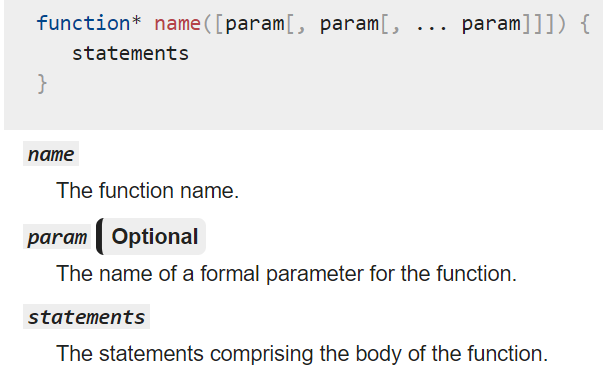 function* name([param[, param[, ... param]]]) {
   statements
}
name
The function name.
param Optional
The name of a formal parameter for the function.
statements
The statements comprising the body of the function.